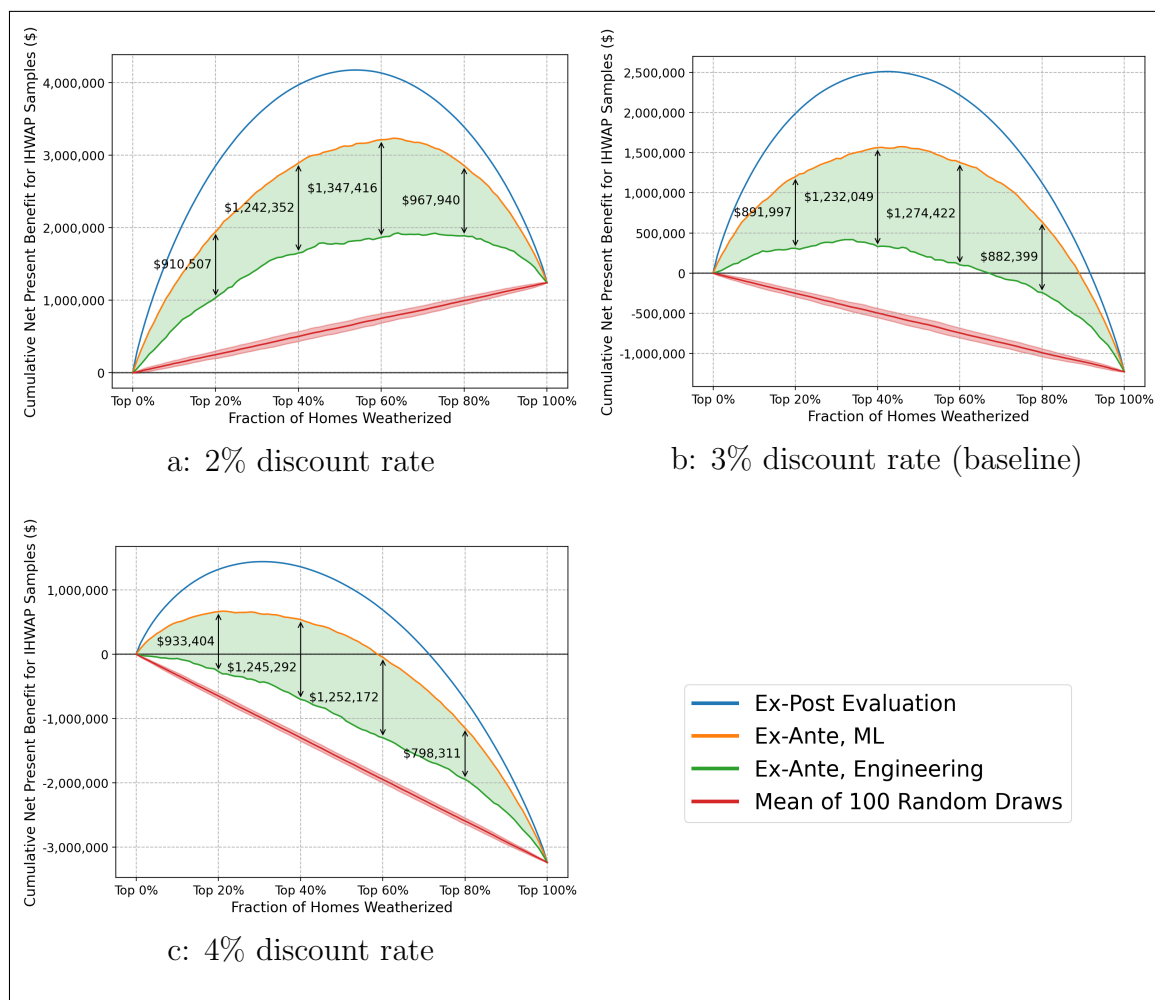 Cumulative Net Present Benefit for IHWAP Samples ($)
4,000,000
3,000,000
2,000,000
1,000,000
0
$910,507
$1,242,352
$1,347,416
$967,940
Top 0%
Top 20%
Top 40%
Top 60%
Top 80%
Top 100%
Fraction of Homes Weatherized
a: 2% discount rate
Cumulative Net Present Benefit for IHWAP Samples ($)
2,500,000
2,000,000
1,500,000
1,000,000
500,000
0
-500,000
-1,000,000
$891,997
$1,232,049
$1,274,422
$882,399
Top 0%
Top 20%
Top 40%
Top 60%
Top 80%
Top 100%
Fraction of Homes Weatherized
b: 3% discount rate (baseline)
Cumulative Net Present Benefit for IHWAP Samples ($)
1,000,000
0
-1,000,000
-2,000,000
-3,000,000
$933,404
$1,245,292
$1,252,172
$798,311
Top 0%
Top 20%
Top 40%
Top 60%
Top 80%
Top 100%
Fraction of Homes Weatherized
c: 4% discount rate
Ex-Post Evaluation
Ex-Ante, ML
Ex-Ante, Engineering
Mean of 100 Random Draws